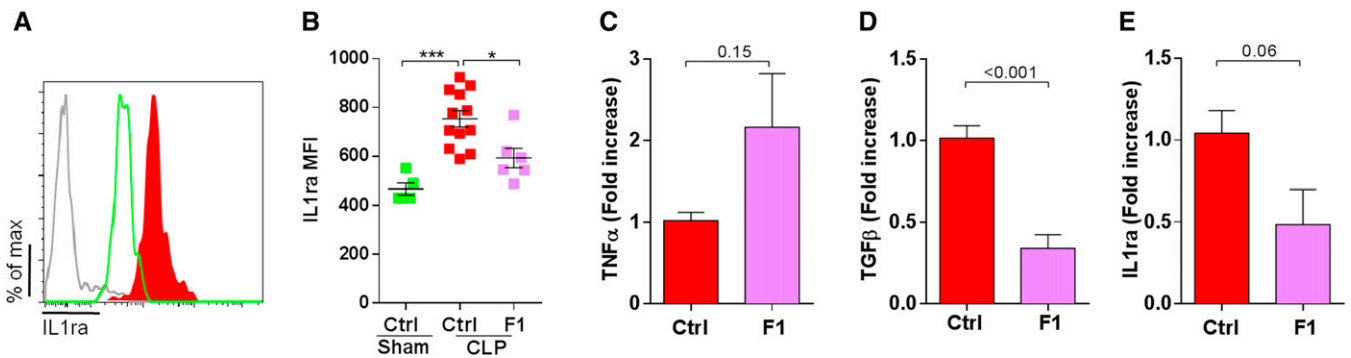 A
% of max
IL1ra
B
IL1ra MFI
1000
800
600
400
200
0
***
*
Ctrl Ctrl F1
Sham CLP
C
TNFα (Fold increase)
3
2
1
0
0.15
Ctrl F1
D
TGFβ (Fold increase)
1.5
1.0
0.5
0.0
<0.001
Ctrl F1
E
IL1ra (Fold increase)
1.5
1.0
0.5
0.0
0.06
Ctrl F1